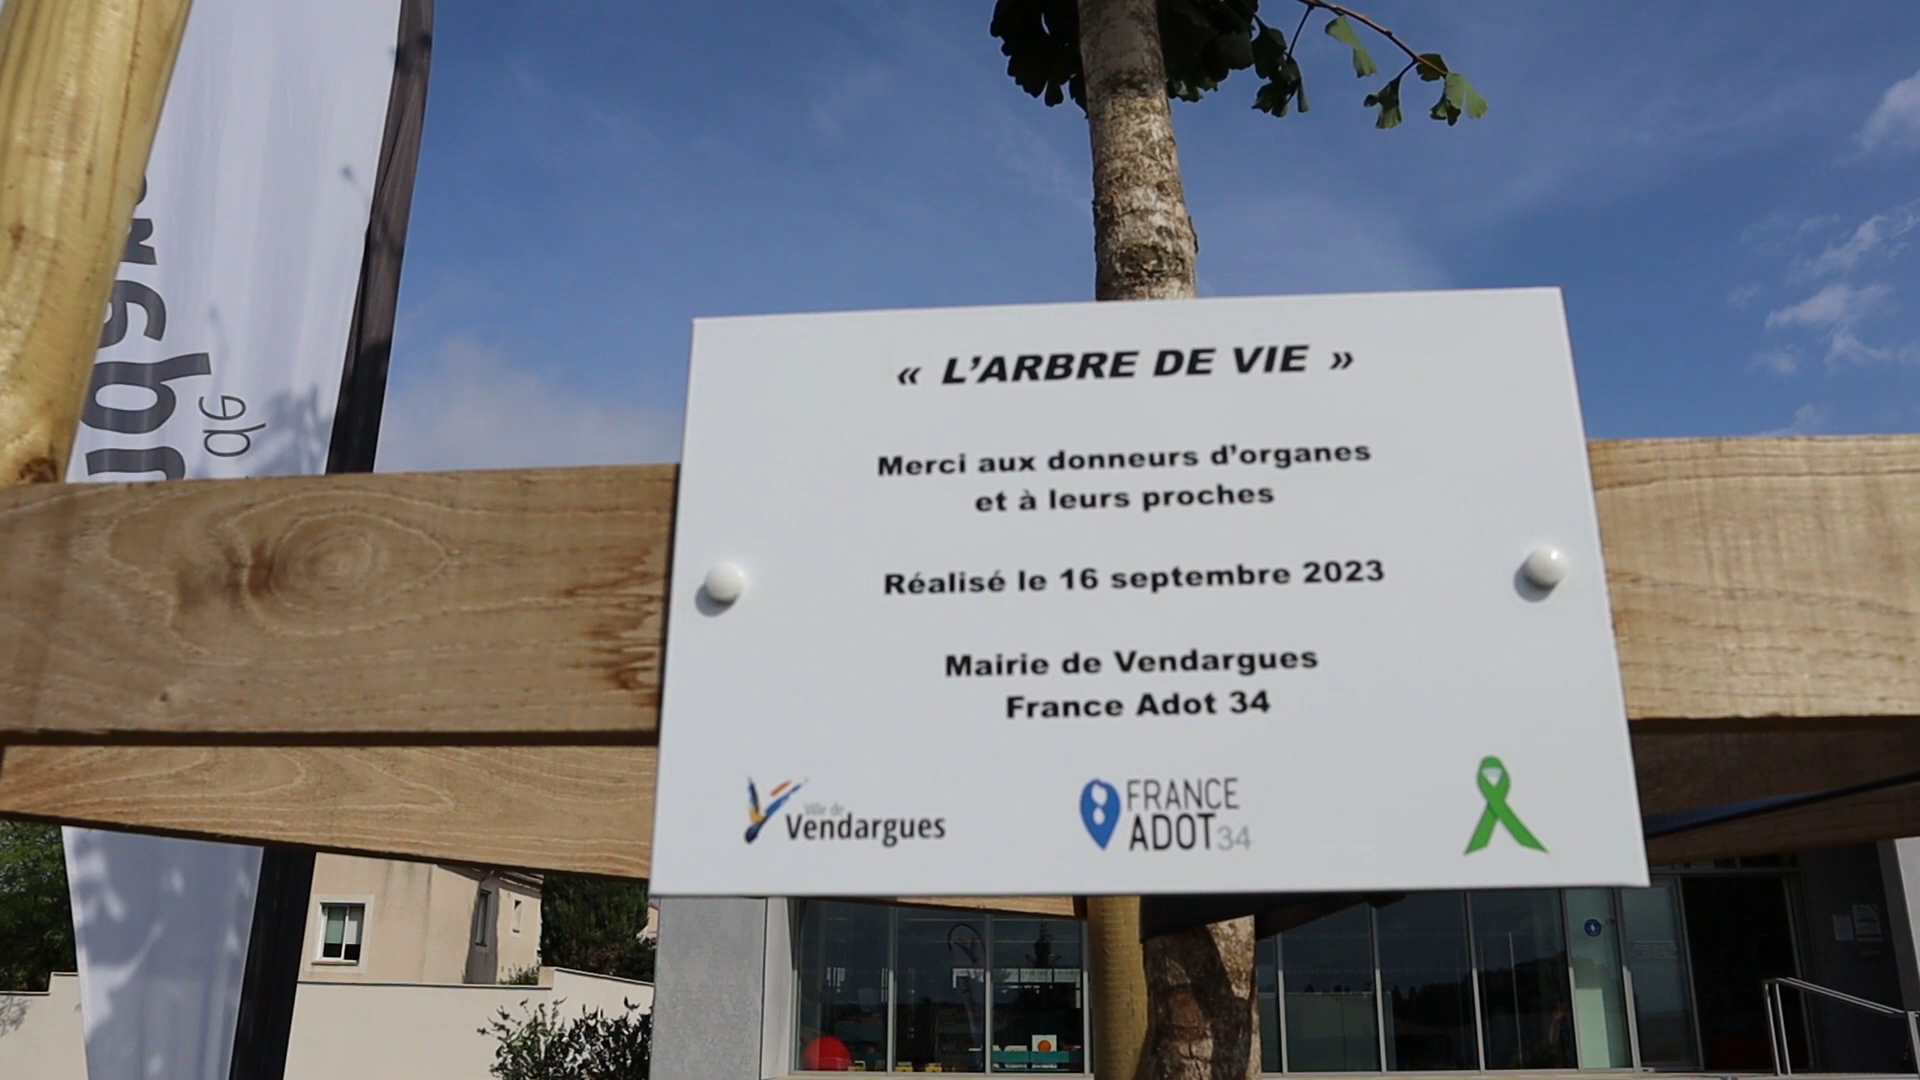 « L'ARBRE DE VIE »
Merci aux donneurs d'organes
et à leurs proches
Réalisé le 16 septembre 2023
Mairie de Vendargues
France Adot 34
Ville de
Vendargues
FRANCE
ADOT34
de